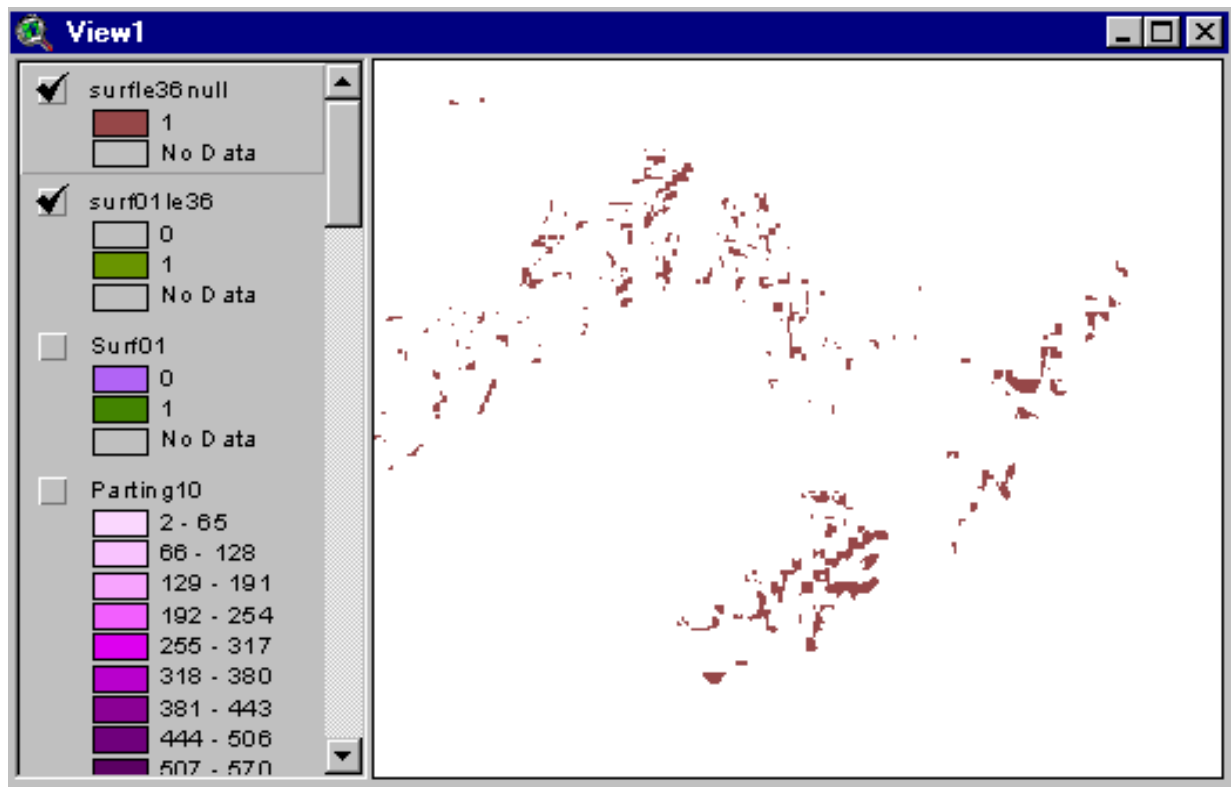 View1
surfle36null
1
No Data
surf01le36
0
1
No Data
Surf01
0
1
No Data
Parting10
2 - 65
66 - 128
129 - 191
192 - 254
255 - 317
318 - 380
381 - 443
444 - 506
507 - 570